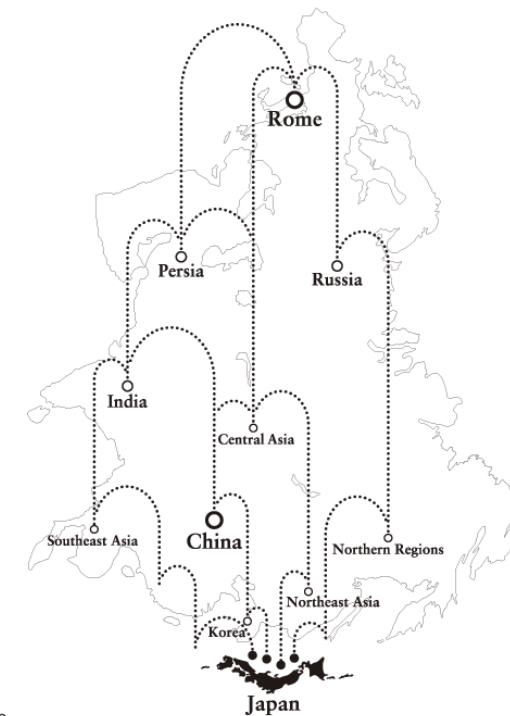 Rome
Persia
Russia
India
Central Asia
China
Southeast Asia
Northern Regions
Northeast Asia
Korea
Japan